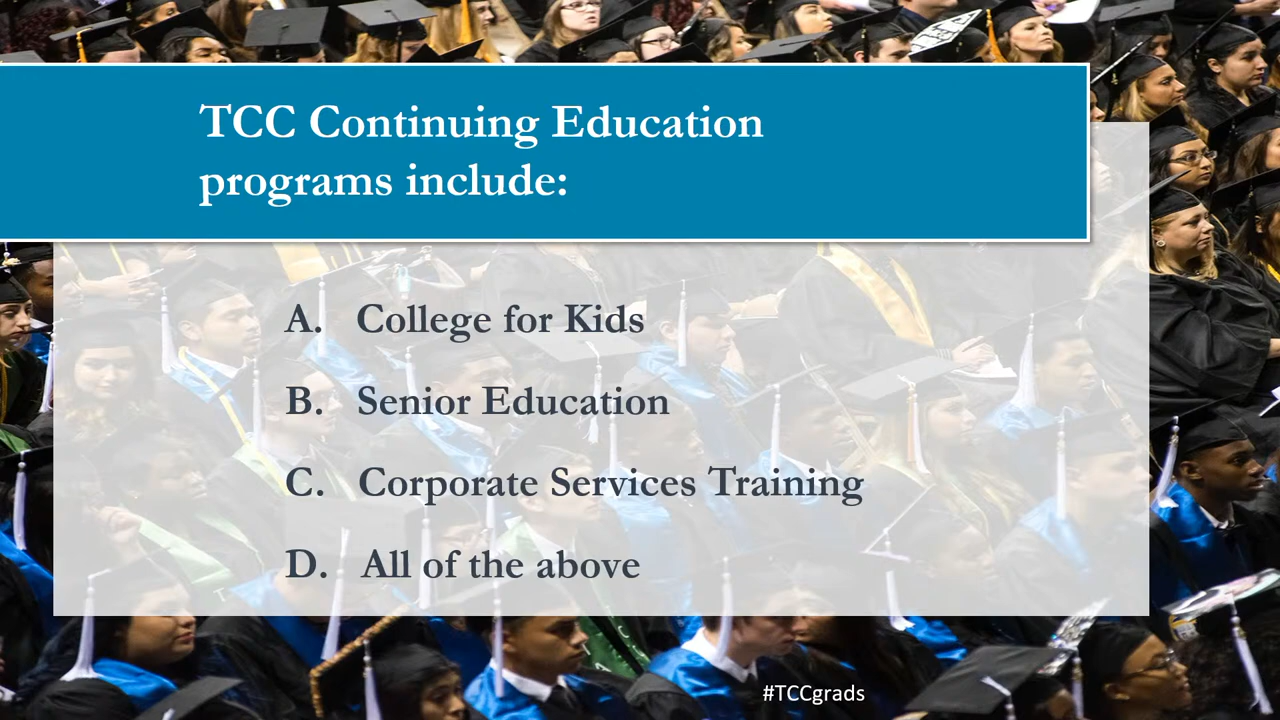 TCC Continuing Education
programs include:
A. College for Kids
B. Senior Education
C. Corporate Services Training
D. All of the above
#TCCgrads